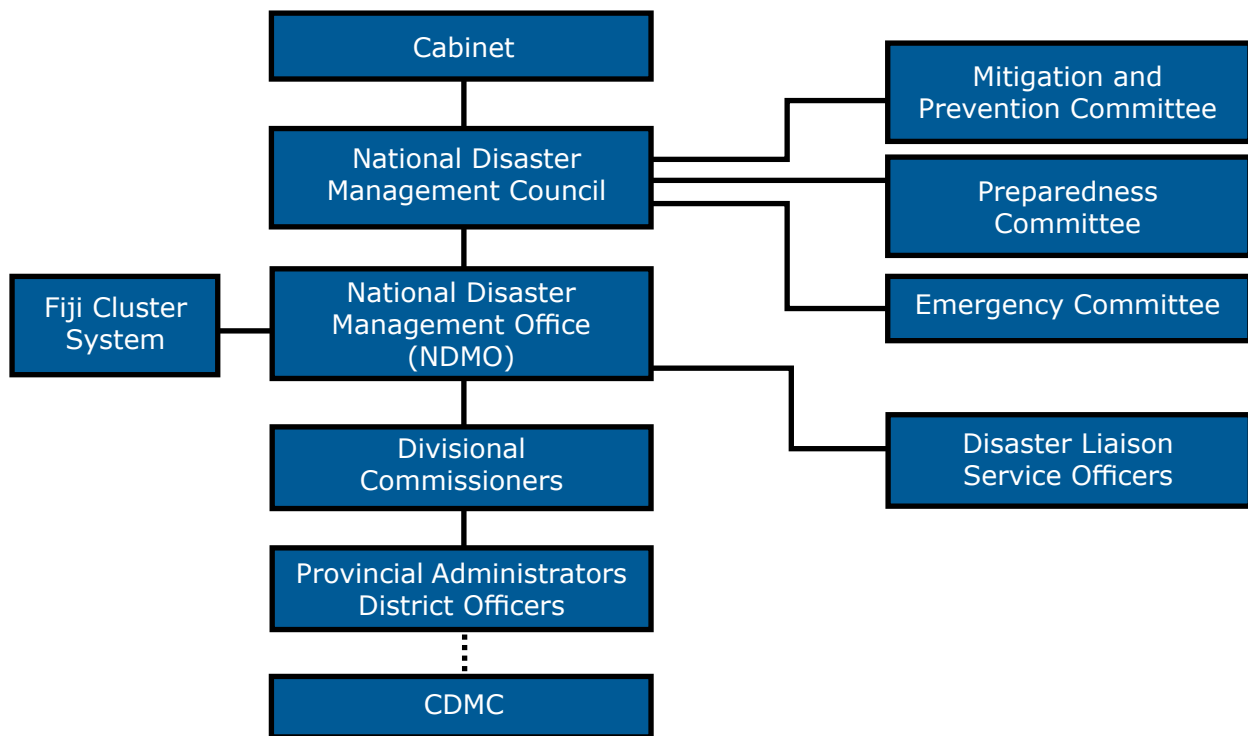 Cabinet
National Disaster
Management Council
Mitigation and
Prevention Committee
Preparedness
Committee
Emergency Committee
Fiji Cluster
System
National Disaster
Management Office
(NDMO)
Disaster Liaison
Service Officers
Divisional
Commissioners
Provincial Administrators
District Officers
CDMC